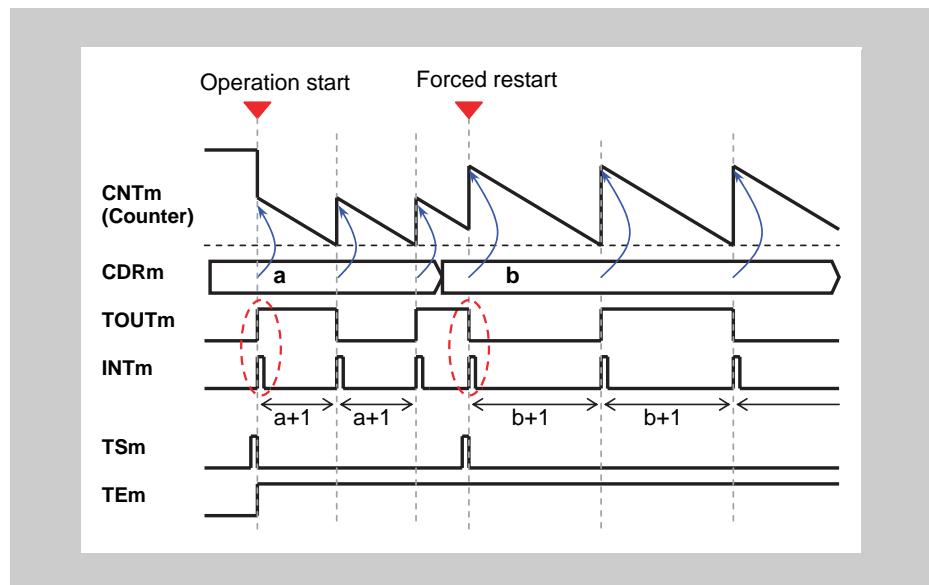 Operation start Forced restart
CNTm
(Counter)
CDRm a b
TOUTm
INTm
a+1 a+1 b+1 b+1
TSm
TEm